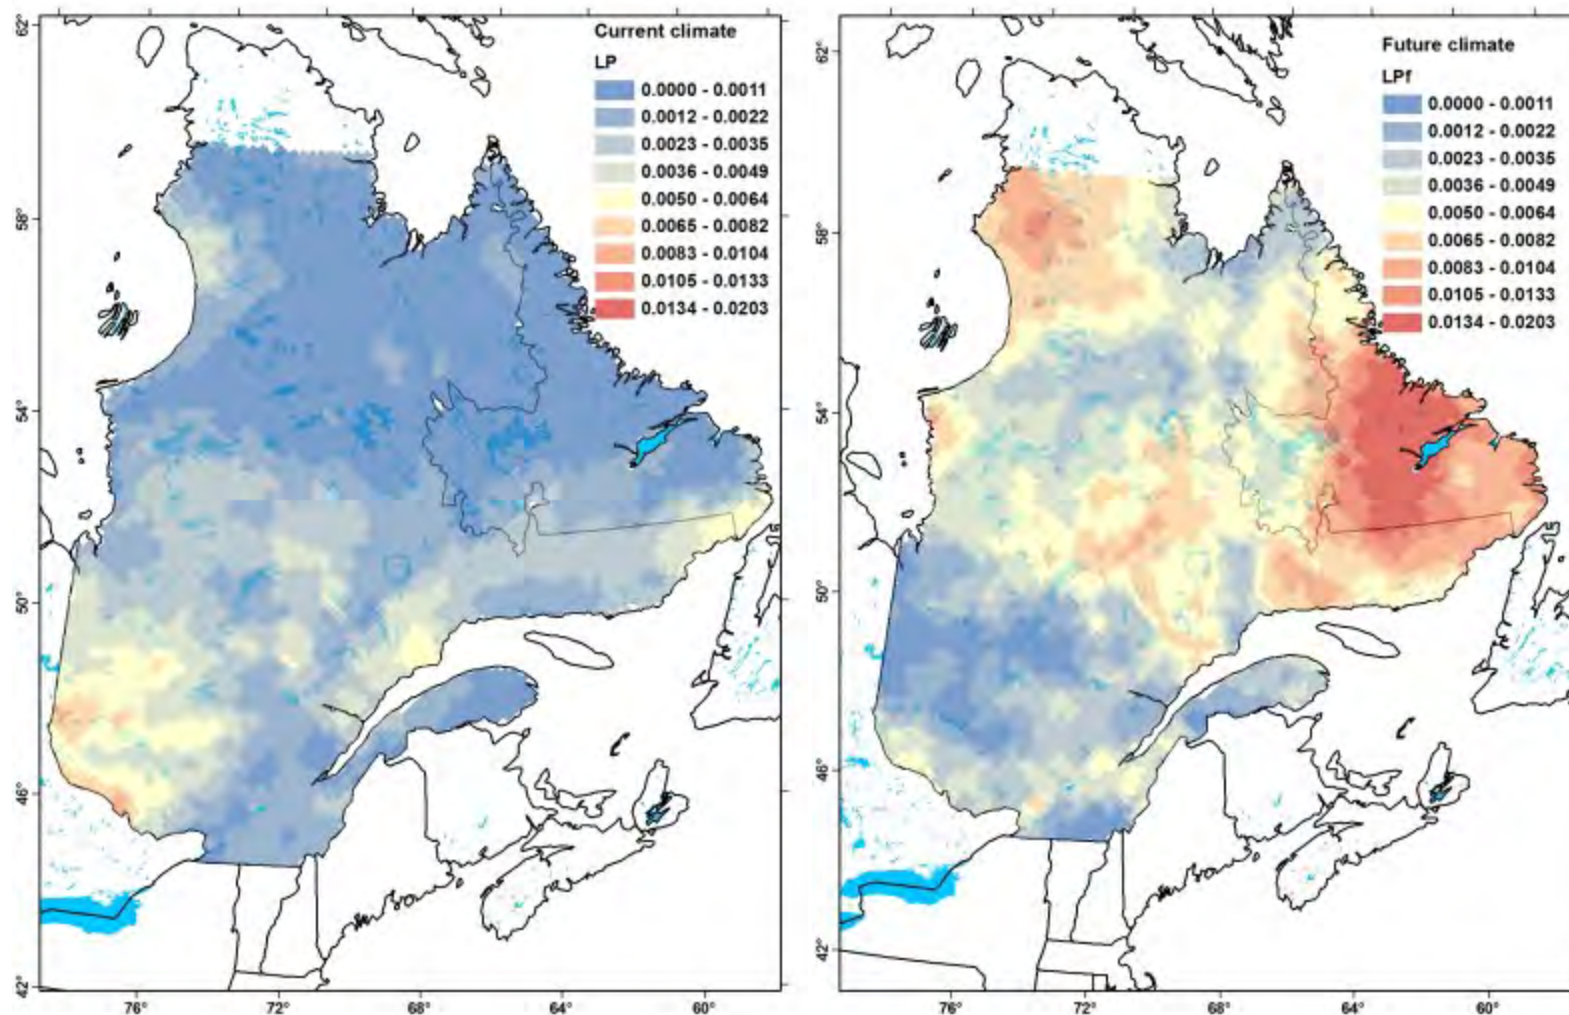 Current climate
LP
0.0000 - 0.0011
0.0012 - 0.0022
0.0023 - 0.0035
0.0036 - 0.0049
0.0050 - 0.0064
0.0065 - 0.0082
0.0083 - 0.0104
0.0105 - 0.0133
0.0134 - 0.0203
62°
58°
54°
50°
46°
42°
76° 72° 68° 64° 60°
Future climate
LPf
0.0000 - 0.0011
0.0012 - 0.0022
0.0023 - 0.0035
0.0036 - 0.0049
0.0050 - 0.0064
0.0065 - 0.0082
0.0083 - 0.0104
0.0105 - 0.0133
0.0134 - 0.0203
62°
58°
54°
50°
46°
42°
76° 72° 68° 64° 60°